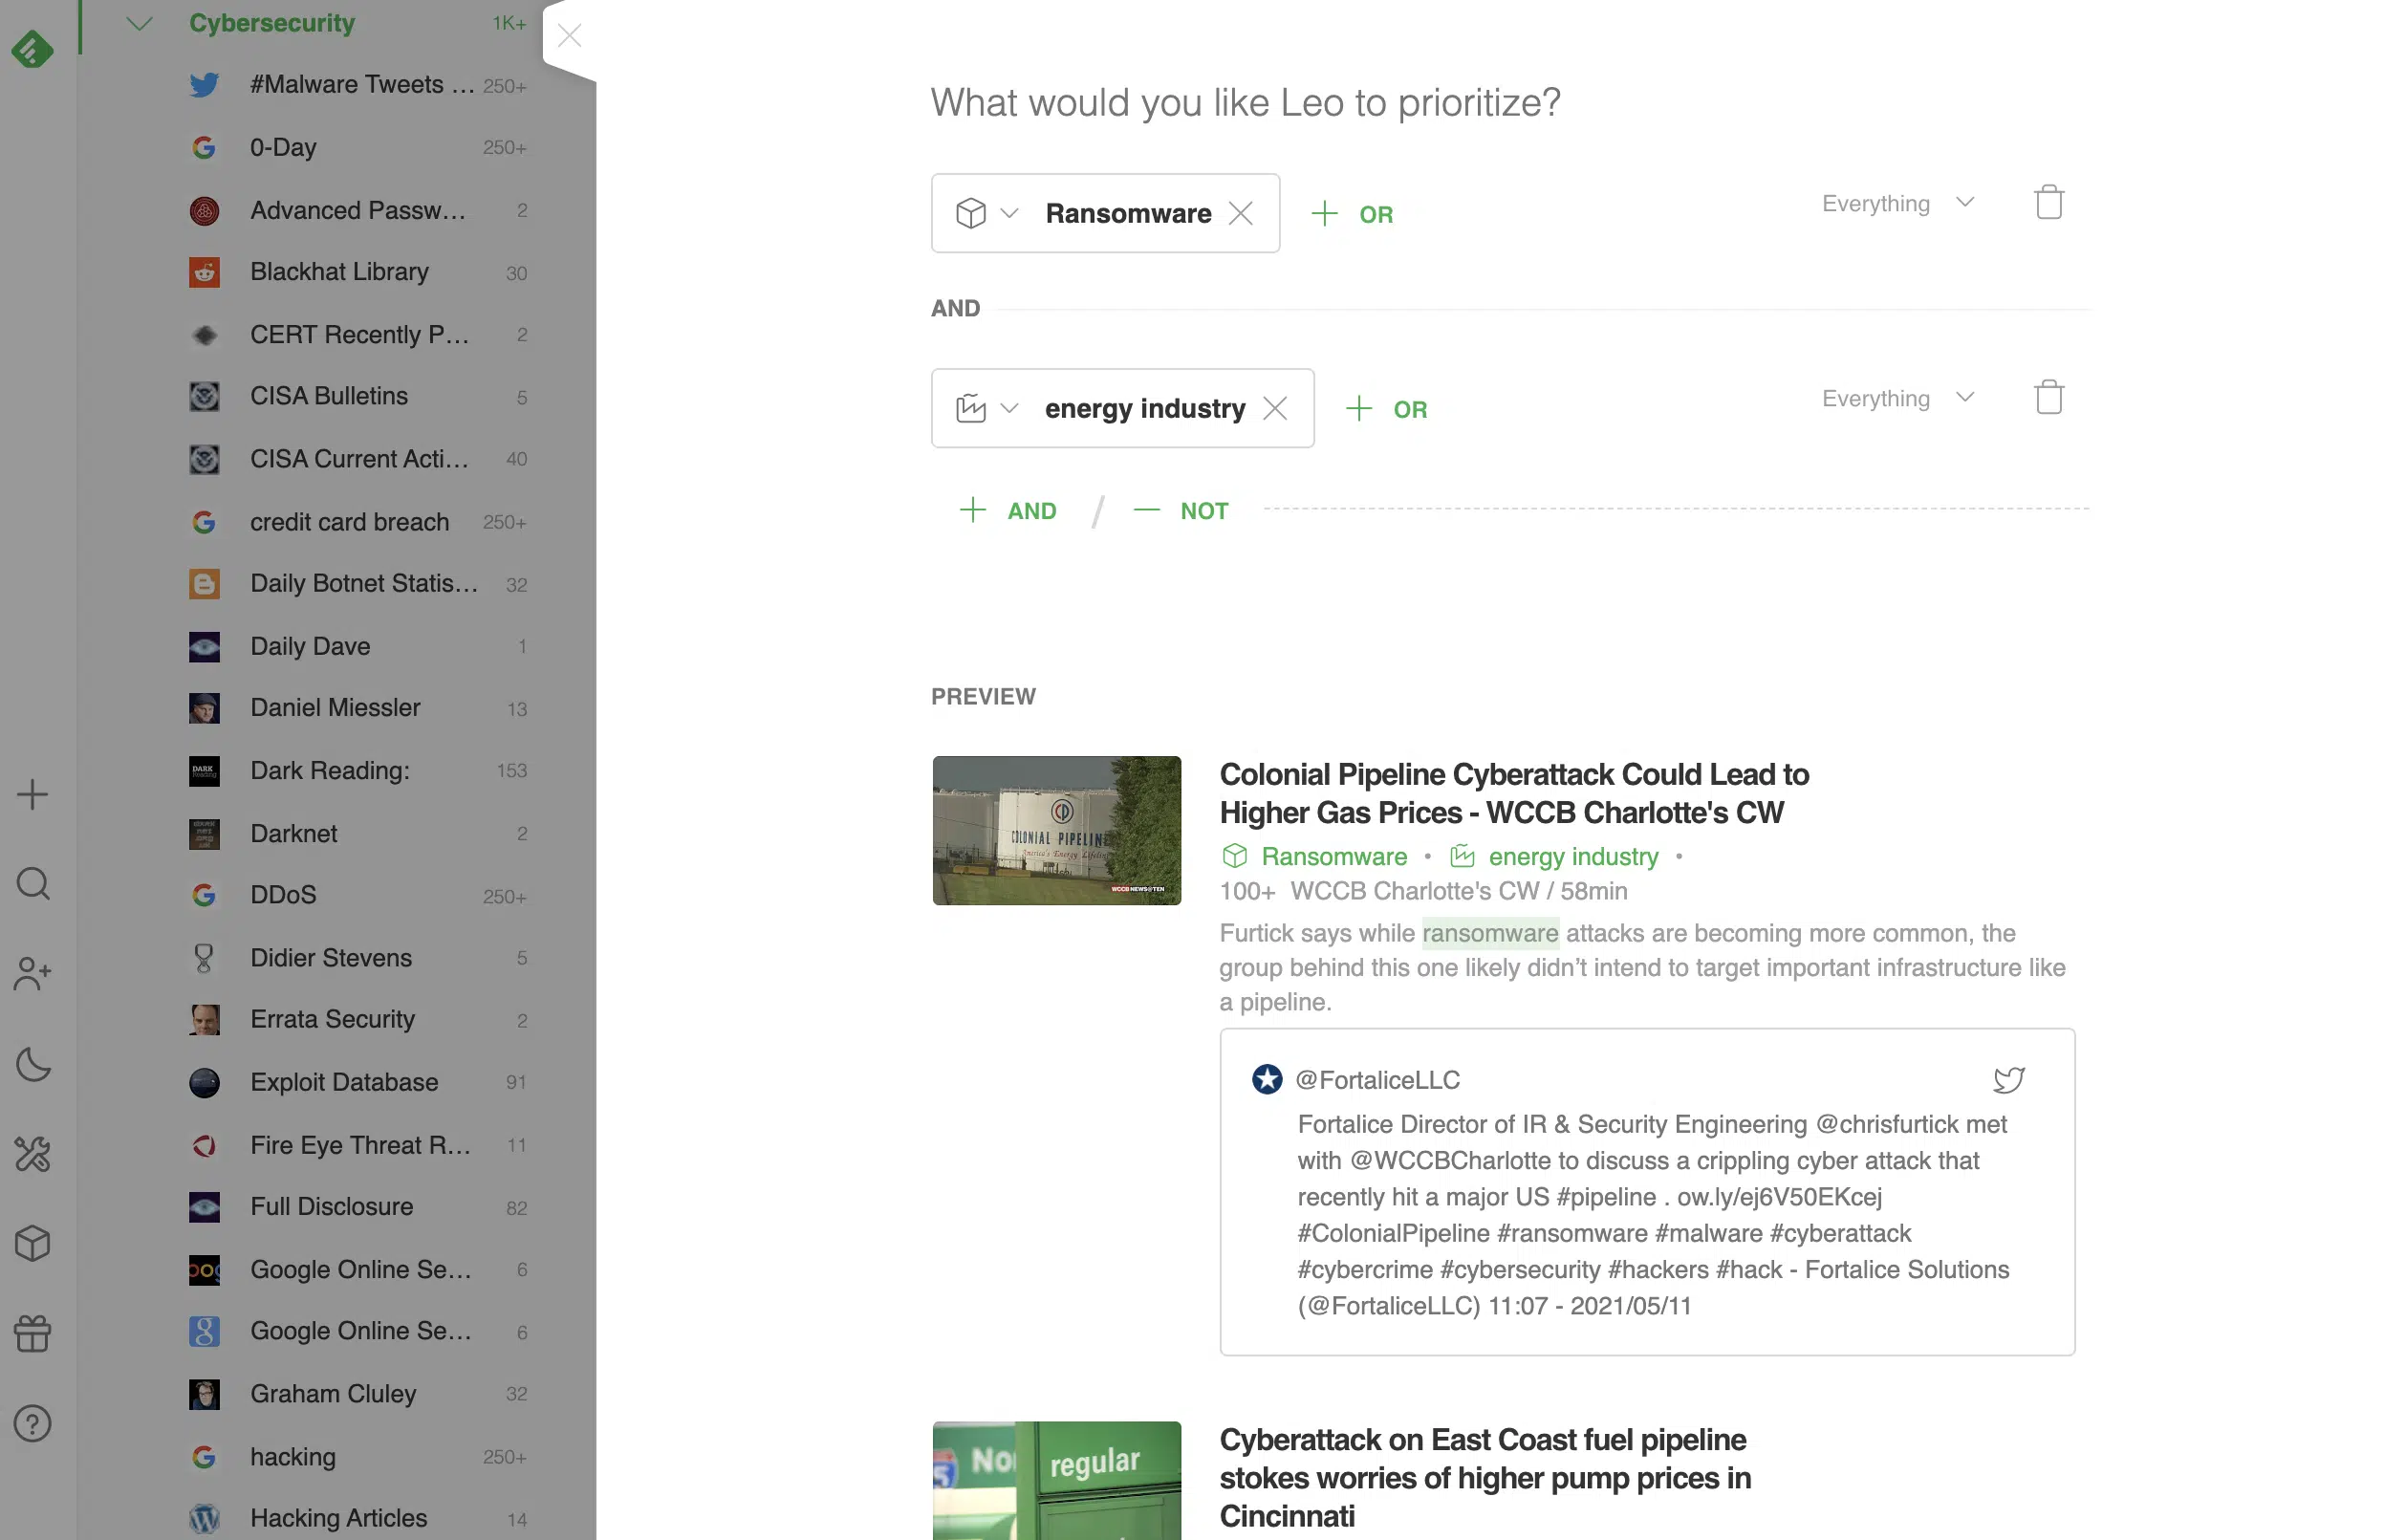 Cybersecurity 1K+
#Malware Tweets ... 250+
0-Day 250+
Advanced Passw... 2
Blackhat Library 30
CERT Recently P... 2
CISA Bulletins 5
CISA Current Acti... 40
credit card breach 250+
Daily Botnet Statis... 32
Daily Dave 1
Daniel Miessler 13
Dark Reading: 153
Darknet 2
DDoS 250+
Didier Stevens 5
Errata Security 2
Exploit Database 91
Fire Eye Threat R... 11
Full Disclosure 82
Google Online Se... 6
Google Online Se... 6
Graham Cluley 32
hacking 250+
Hacking Articles 14
What would you like Leo to prioritize?
Ransomware
OR
Everything
AND
energy industry
OR
Everything
AND / NOT
PREVIEW
COLONIAL PIPELINE
America's Energy Lifeline
WCCB NEWS@TEN
Colonial Pipeline Cyberattack Could Lead to
Higher Gas Prices - WCCB Charlotte's CW
Ransomware • energy industry •
100+ WCCB Charlotte's CW / 58min
Furtick says while ransomware attacks are becoming more common, the
group behind this one likely didn’t intend to target important infrastructure like
a pipeline.
@FortaliceLLC
Fortalice Director of IR & Security Engineering @chrisfurtick met
with @WCCBCharlotte to discuss a crippling cyber attack that
recently hit a major US #pipeline . ow.ly/ej6V50EKcej
#ColonialPipeline #ransomware #malware #cyberattack
#cybercrime #cybersecurity #hackers #hack - Fortalice Solutions
(@FortaliceLLC) 11:07 - 2021/05/11
regular
Cyberattack on East Coast fuel pipeline
stokes worries of higher pump prices in
Cincinnati